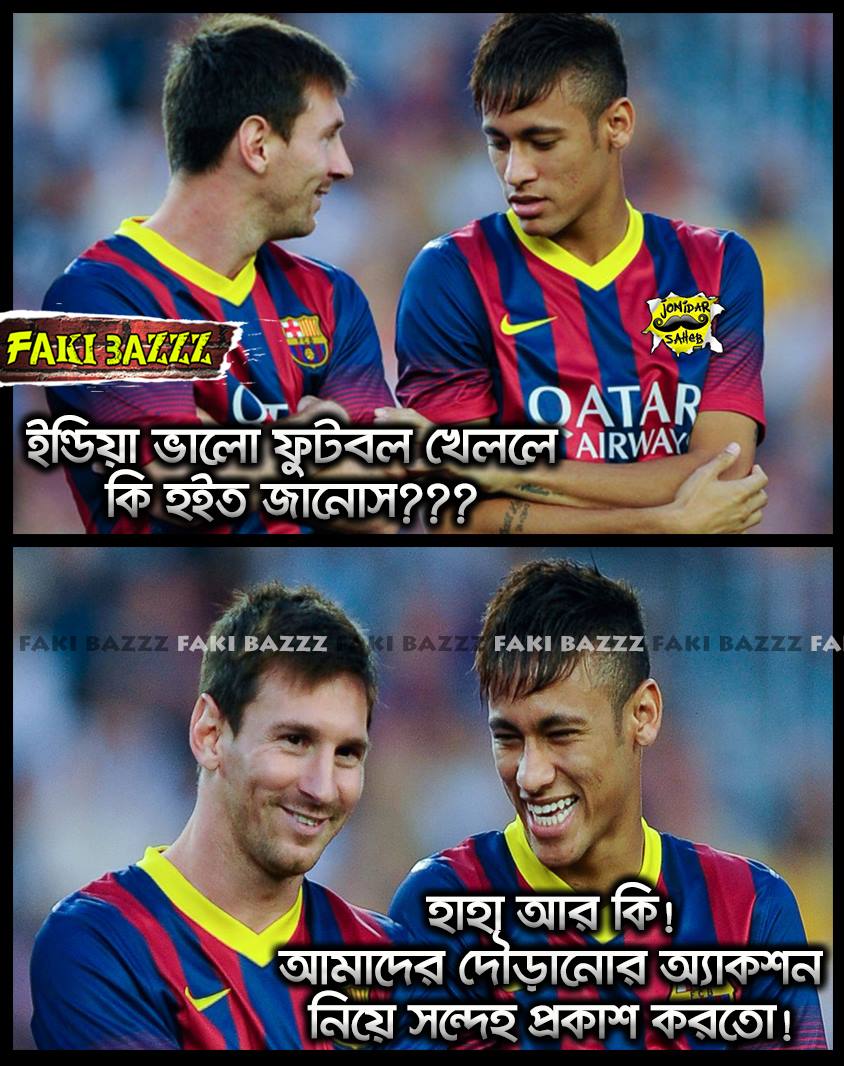 JONIDAR
SAHEB
FAKI BAZZZ
QATAR
AIRWAY
ইন্ডিয়া ভালো ফুটবল খেললে
কি হইত জানোস???
FAKI BAZZZ FAKI BAZZZ FAKI BAZZZ FAKI BAZZZ FAKI BAZZZ FA
হাহা আর কি!
আমাদের দৌড়ানোর অ্যাকশন
নিয়ে সন্দেহ প্রকাশ করতো!